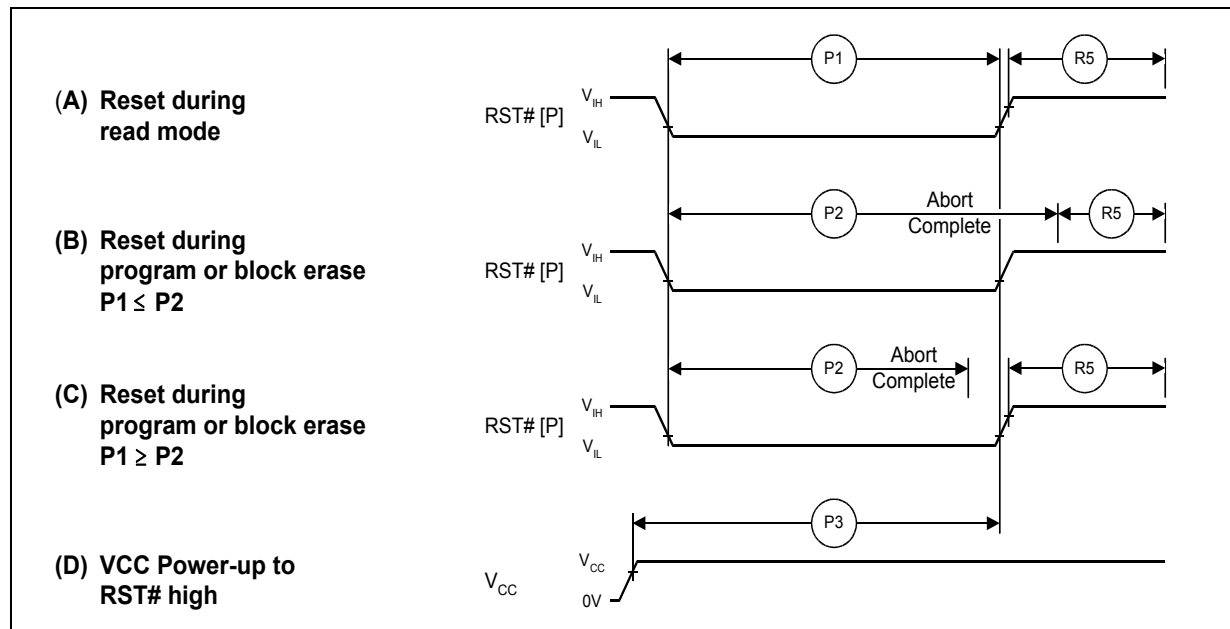 P1
R5
(A) Reset during
read mode
RST# [P]
VIH
VIL
P2
Abort
Complete
R5
(B) Reset during
program or block erase
P1 ≤ P2
RST# [P]
VIH
VIL
P2
Abort
Complete
R5
(C) Reset during
program or block erase
P1 ≥ P2
RST# [P]
VIH
VIL
P3
(D) VCC Power-up to
RST# high
VCC
VCC
0V